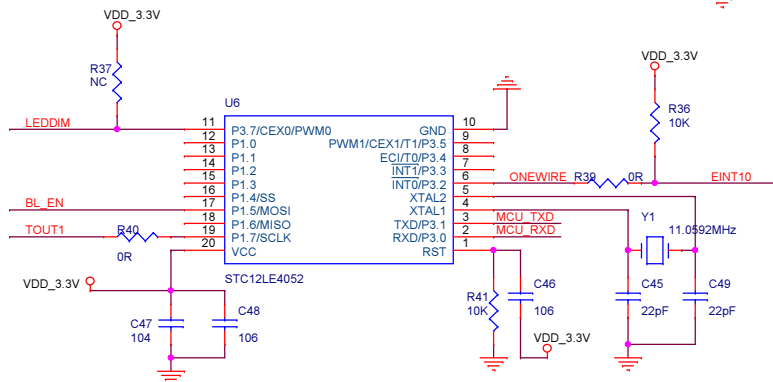 VDD_3.3V
R37
NC
U6
VDD_3.3V
R36
10K
LEDDIM
11 P3.7/CEX0/PWM0 GND 10
12 P1.0 PWM1/CEX1/T1/P3.5 9
13 P1.1 ECI/T0/P3.4 8
14 P1.2 INT1/P3.3 7
15 P1.3 INT0/P3.2 6 ONEWIRE R39 0R EINT10
16 P1.4/SS XTAL2 5
BL_EN 17 P1.5/MOSI XTAL1 4
18 P1.6/MISO TXD/P3.1 3 MCU_TXD
TOUT1 R40 19 P1.7/SCLK RXD/P3.0 2 MCU_RXD
0R 20 VCC RST 1
Y1
11.0592MHz
STC12LE4052
VDD_3.3V
C47
104
C48
106
R41
10K
C46
106
VDD_3.3V
C45
22pF
C49
22pF